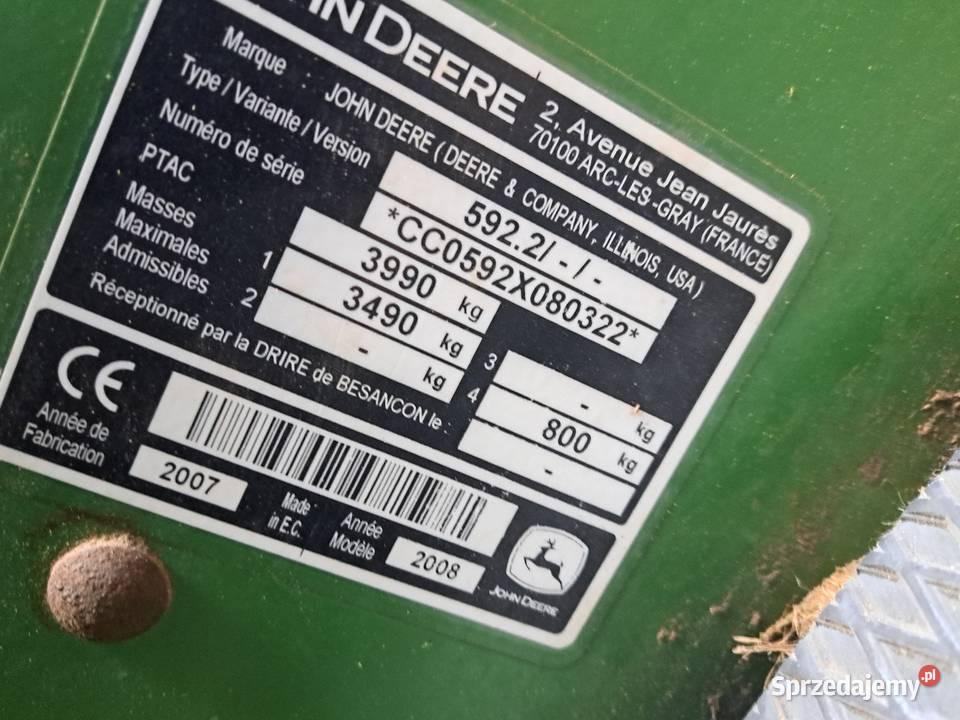 IN DEERE
2, Avenue Jean Jaurès
70100 ARC-LES-GRAY (FRANCE)
Marque : JOHN DEERE ( DEERE & COMPANY, ILLINOIS, USA )
Type / Variante / Version 592.2/ - / -
Numéro de série *CC0592X080322*
PTAC 3990 kg
Masses
Maximales
Admissibles
1 3490 kg
2 - kg
3 - kg
4 800 kg
Réceptionné par la DRIRE de BESANCON le -
CE
Année de
Fabrication
2007
Made
in E.C.
Année
Modèle
2008
JOHN DEERE
Sprzedajemy.pl